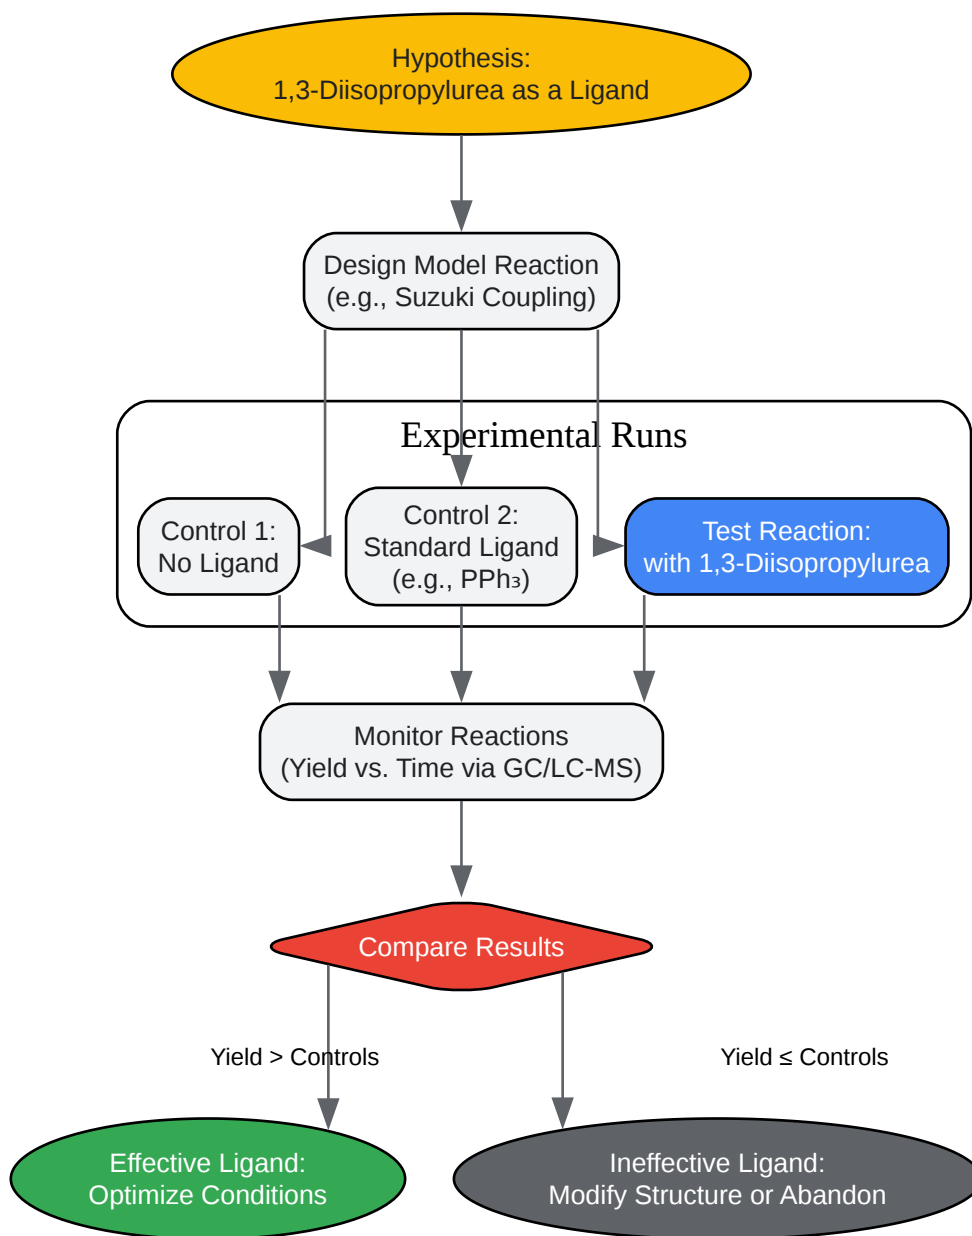 Hypothesis:
1,3-Diisopropylurea as a Ligand
Design Model Reaction
(e.g., Suzuki Coupling)
Experimental Runs
Control 1:
No Ligand
Control 2:
Standard Ligand
(e.g., PPh₃)
Test Reaction:
with 1,3-Diisopropylurea
Monitor Reactions
(Yield vs. Time via GC/LC-MS)
Compare Results
Yield > Controls
Yield ≤ Controls
Effective Ligand:
Optimize Conditions
Ineffective Ligand:
Modify Structure or Abandon